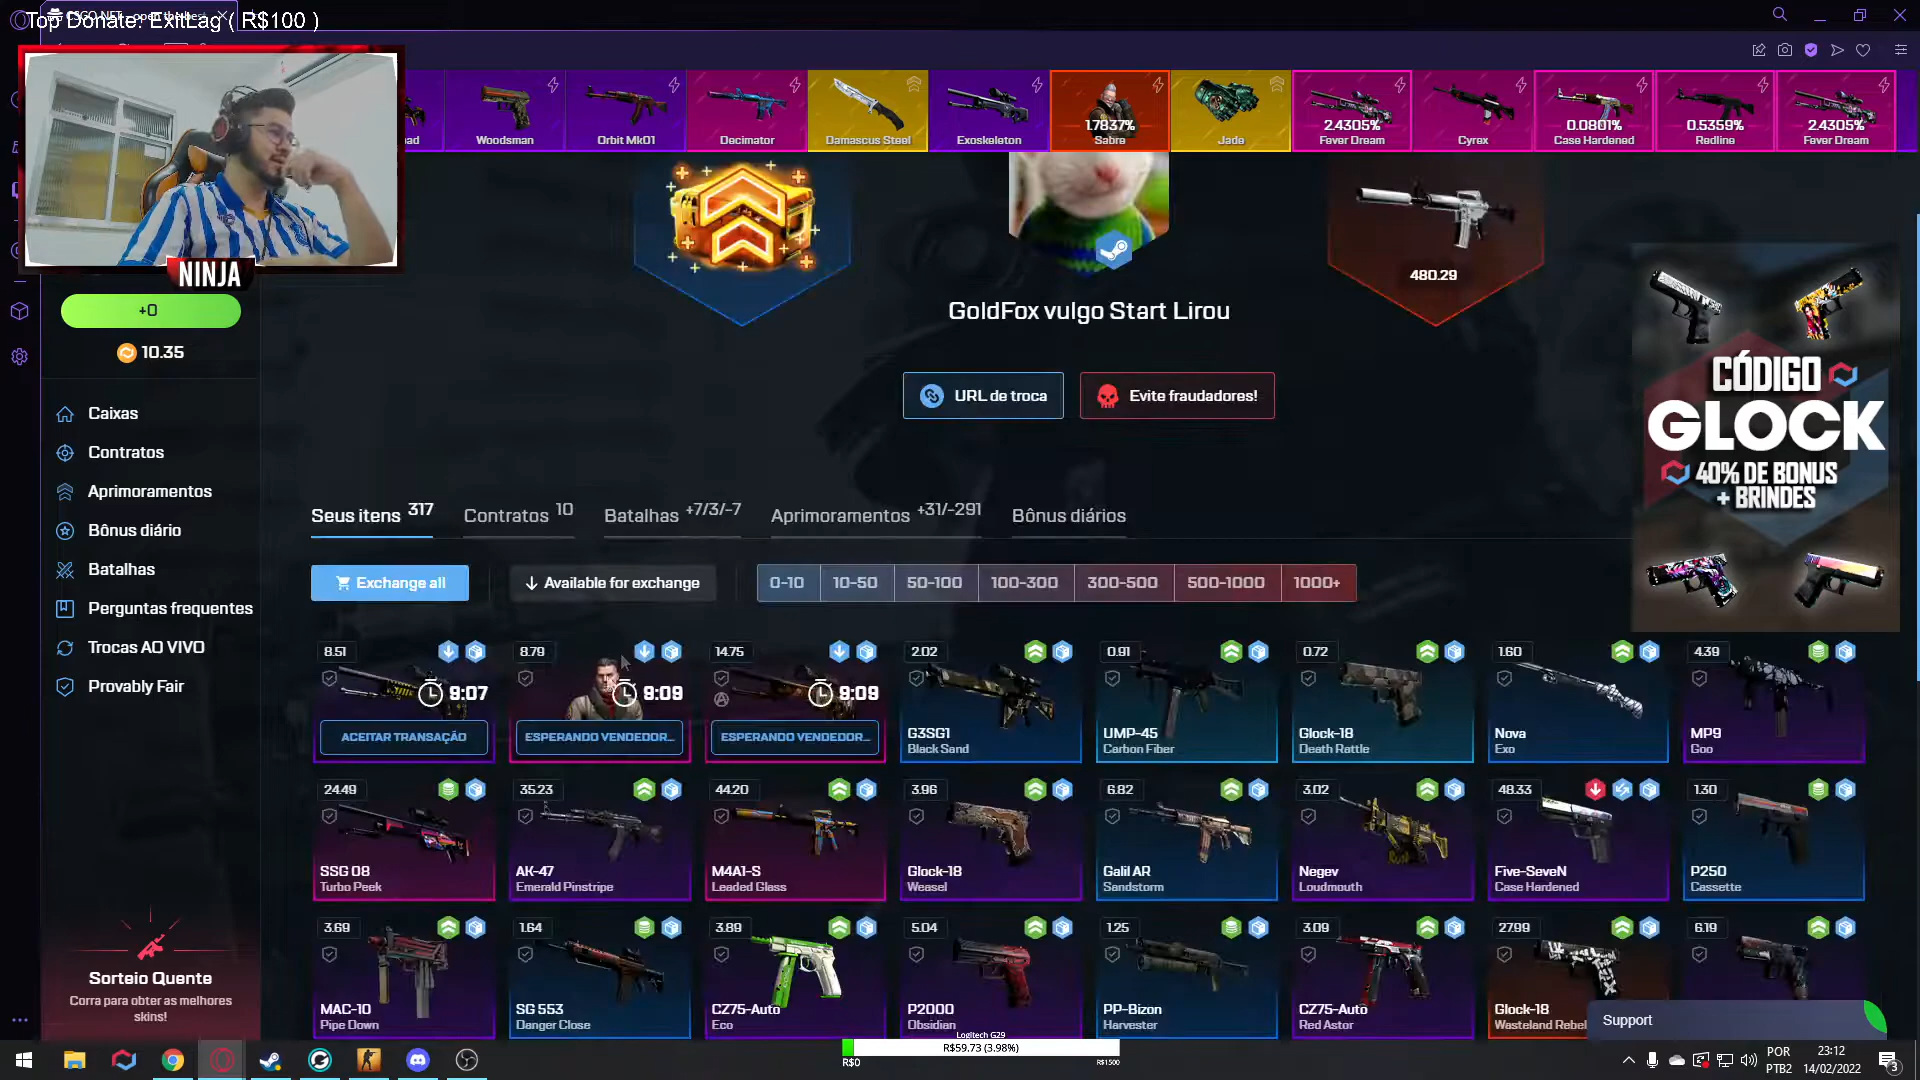 Top Donate: ExitLag ( R$100 )
NINJA
Woodsman
Orbit Mk01
Decimator
Damascus Steel
Exoskeleton
1.7837%
Sabre
Jade
2.4305%
Fever Dream
Cyrex
0.0801%
Case Hardened
0.5359%
Redline
2.4305%
Fever Dream
480.29
GoldFox vulgo Start Lirou
URL de troca
Evite fraudadores!
CÓDIGO
GLOCK
40% DE BONUS
+ BRINDES
+0
10.35
Caixas
Contratos
Aprimoramentos
Bônus diário
Batalhas
Perguntas frequentes
Trocas AO VIVO
Provably Fair
Sorteio Quente
Corra para obter as melhores
skins!
Seus itens 317
Contratos 10
Batalhas +7/3/-7
Aprimoramentos +31/-291
Bônus diários
Exchange all
Available for exchange
0-10
10-50
50-100
100-300
300-500
500-1000
1000+
8.51
9:07
ACEITAR TRANSAÇÃO
8.79
9:09
ESPERANDO VENDEDOR...
14.75
9:09
ESPERANDO VENDEDOR...
2.02
G3SG1
Black Sand
0.91
UMP-45
Carbon Fiber
0.72
Glock-18
Death Rattle
1.60
Nova
Exo
4.39
MP9
Goo
24.49
SSG 08
Turbo Peek
35.23
AK-47
Emerald Pinstripe
44.20
M4A1-S
Leaded Glass
3.96
Glock-18
Weasel
6.82
Galil AR
Sandstorm
3.02
Negev
Loudmouth
48.33
Five-SeveN
Case Hardened
1.30
P250
Cassette
3.69
MAC-10
Pipe Down
1.64
SG 553
Danger Close
3.89
CZ75-Auto
Eco
5.04
P2000
Obsidian
1.25
PP-Bizon
Harvester
3.09
CZ75-Auto
Red Astor
27.99
Glock-18
Wasteland Rebel
6.19
Support
Logitech G29
R$59.73 (3.98%)
R$0
R$1500
POR
PTB2
23:12
14/02/2022
3